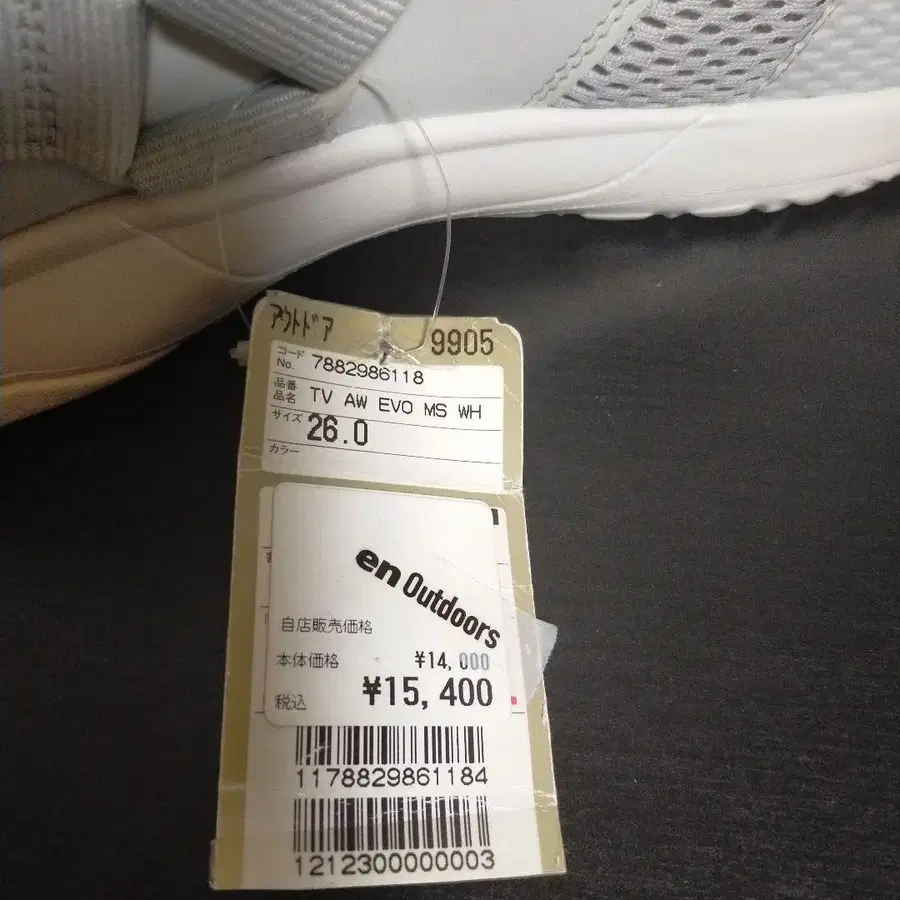 アウトドア
9905
コード No. 7882986118
品番 品名 TV AW EVO MS WH
サイズ 26.0
カラー
en Outdoors
自店販売価格
本体価格 ¥14,000
税込 ¥15,400
1178829861184
1212300000003